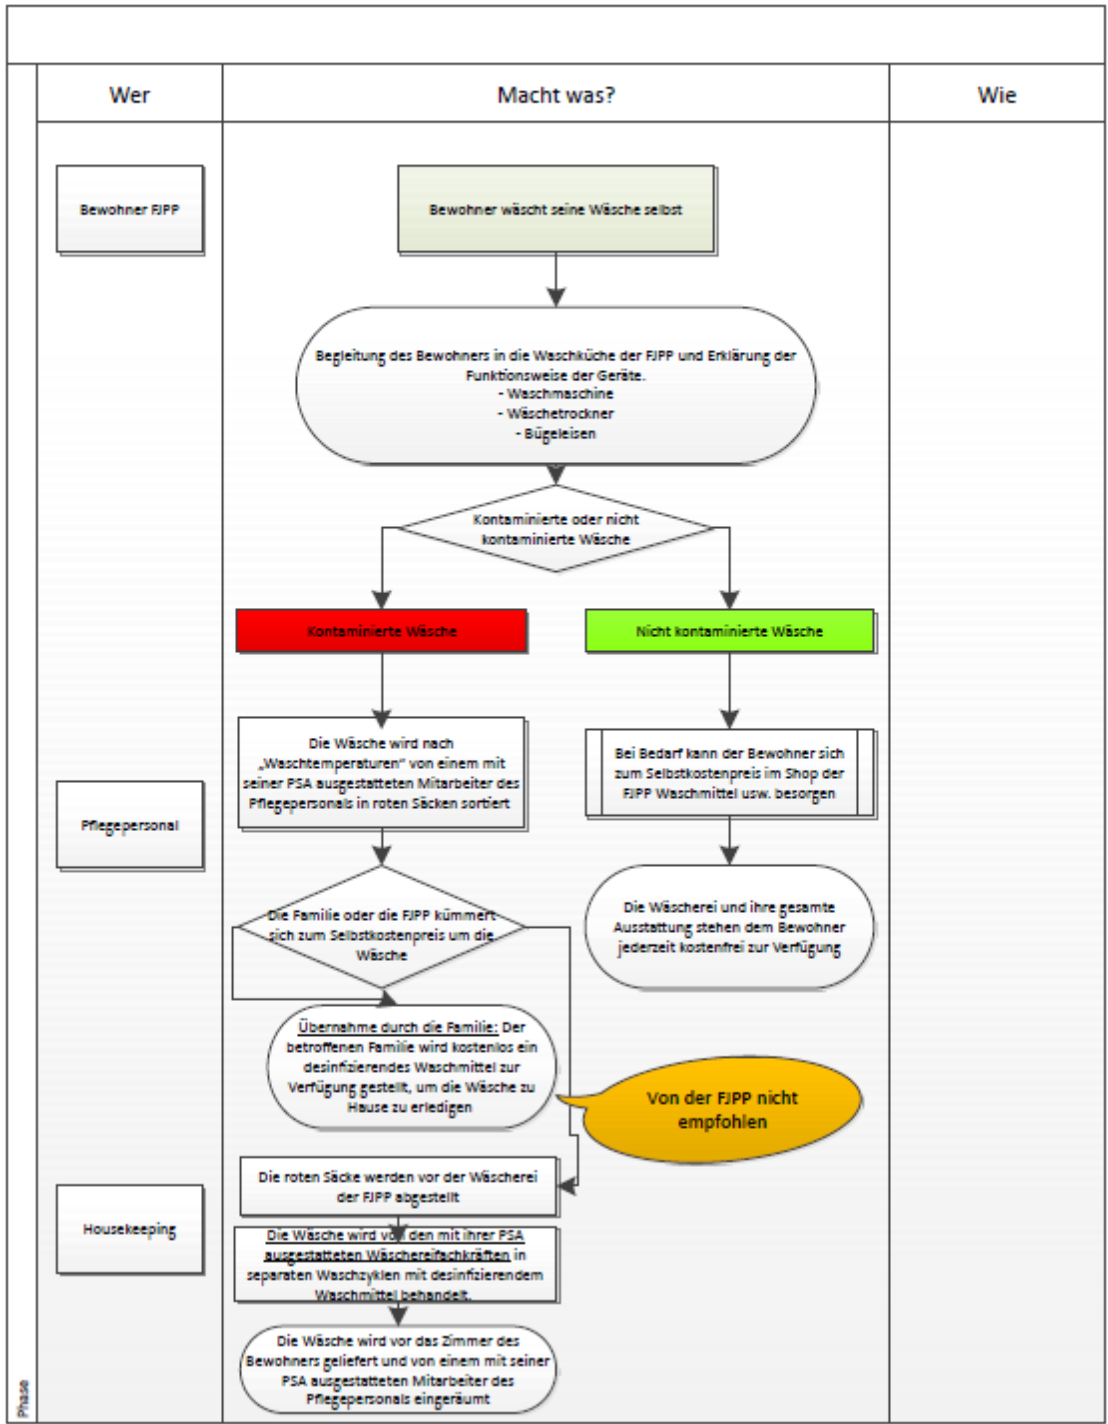 Wer
Macht was?
Wie
Bewohner FJPP
Bewohner wäscht seine Wäsche selbst
Begleitung des Bewohners in die Waschküche der FJPP und Erklärung der
Funktionsweise der Geräte.
- Waschmaschine
- Wäschetrockner
- Bügeleisen
Kontaminierte oder nicht
kontaminierte Wäsche
Kontaminierte Wäsche
Nicht kontaminierte Wäsche
Die Wäsche wird nach
„Waschtemperaturen“ von einem mit
seiner PSA ausgestatteten Mitarbeiter des
Pflegepersonals in roten Säcken sortiert
Bei Bedarf kann der Bewohner sich
zum Selbstkostenpreis im Shop der
FJPP Waschmittel usw. besorgen
Pflegepersonal
Die Familie oder die FJPP kümmert
sich zum Selbstkostenpreis um die
Wäsche
Die Wäscherei und ihre gesamte
Ausstattung stehen dem Bewohner
jederzeit kostenfrei zur Verfügung
Übernahme durch die Familie: Der
betroffenen Familie wird kostenlos ein
desinfizierendes Waschmittel zur
Verfügung gestellt, um die Wäsche zu
Hause zu erledigen
Von der FJPP nicht
empfohlen
Die roten Säcke werden vor der Wäscherei
der FJPP abgestellt
Housekeeping
Die Wäsche wird von den mit ihrer PSA
ausgestatteten Wäschereifachkräften in
separaten Waschzyklen mit desinfizierendem
Waschmittel behandelt.
Die Wäsche wird vor das Zimmer des
Bewohners geliefert und von einem mit seiner
PSA ausgestatteten Mitarbeiter des
Pflegepersonals eingeräumt
Phase